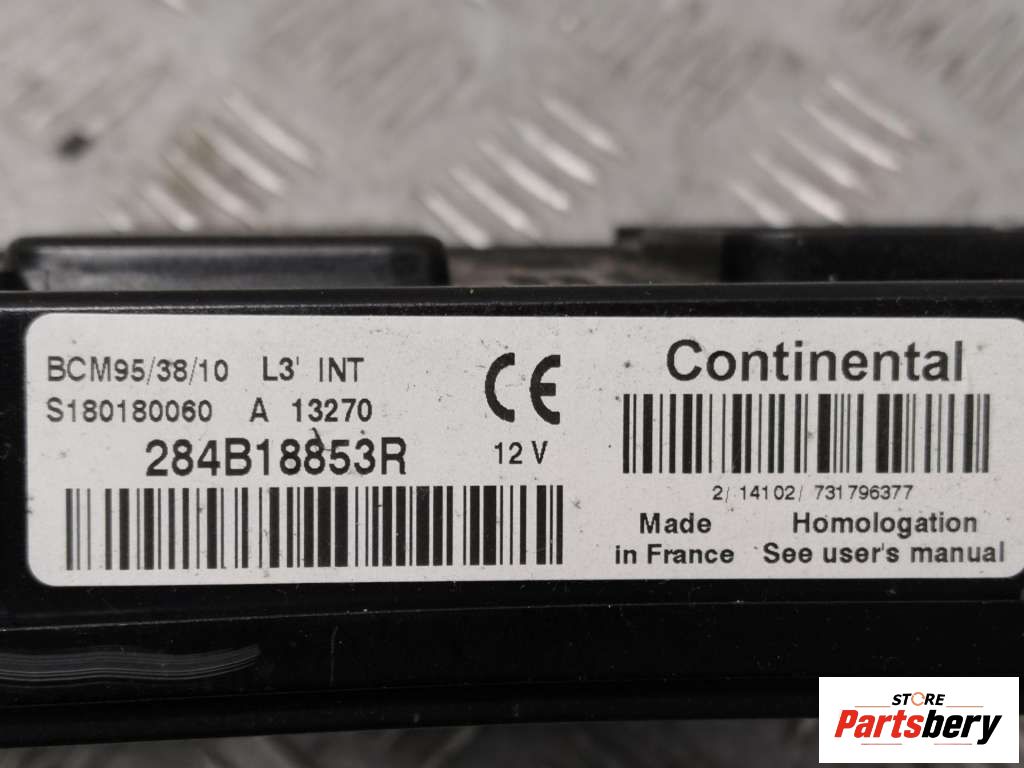 BCM95/38/10 L3' INT
S180180060 A 13270
284B18853R
CE
12 V
Continental
2/ 14102/ 731796377
Made
in France
Homologation
See user's manual
STORE
Partsbery